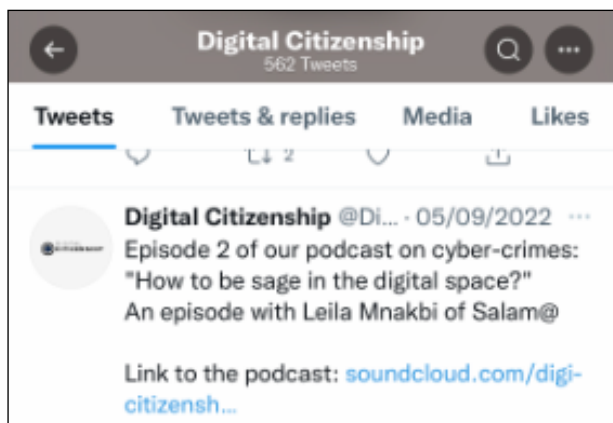 Digital Citizenship
562 Tweets
Tweets Tweets & replies Media Likes
2
Digital Citizenship @Di... · 05/09/2022 ...
Episode 2 of our podcast on cyber-crimes:
"How to be sage in the digital space?"
An episode with Leila Mnakbi of Salam@
Link to the podcast: soundcloud.com/digi-
citizensh...